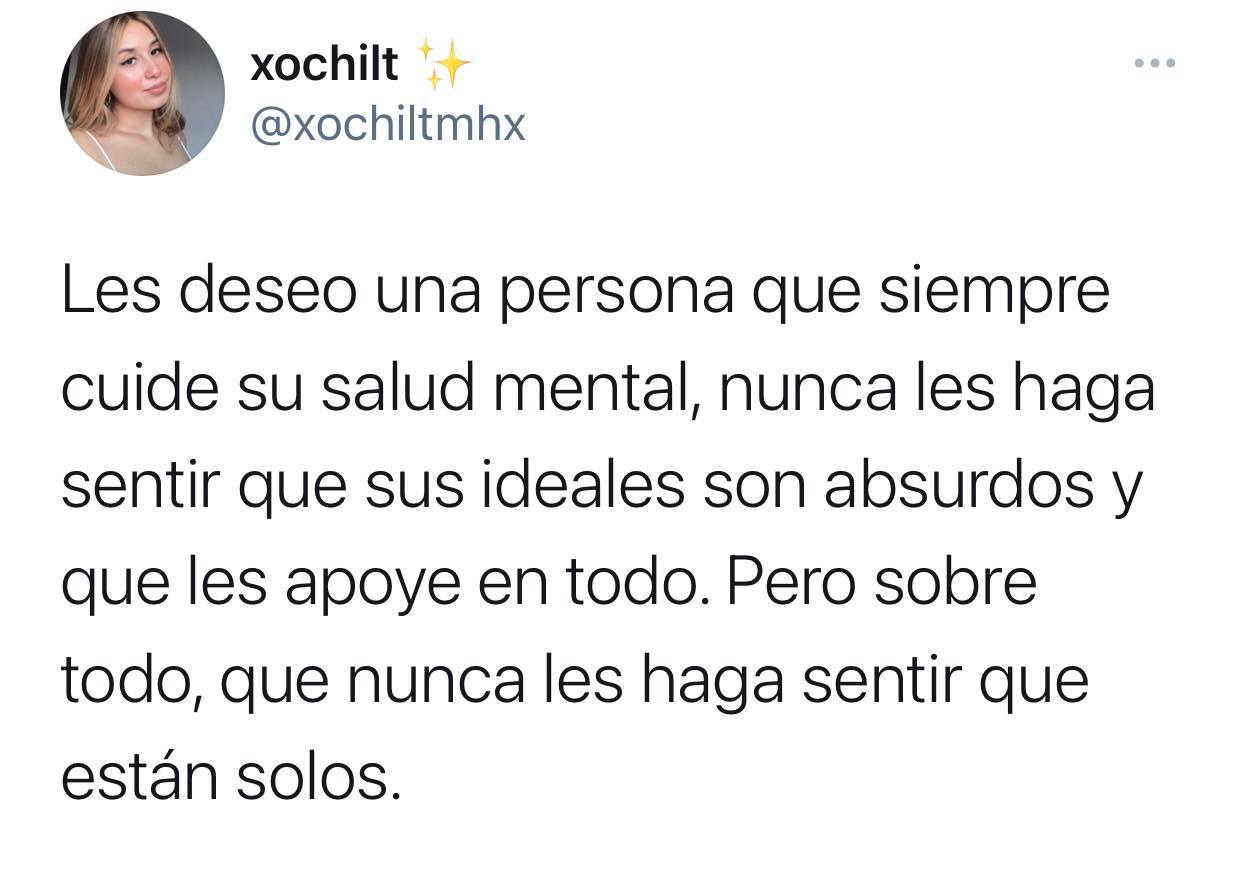 xochilt ✨
@xochiltmhx
Les deseo una persona que siempre
cuide su salud mental, nunca les haga
sentir que sus ideales son absurdos y
que les apoye en todo. Pero sobre
todo, que nunca les haga sentir que
están solos.